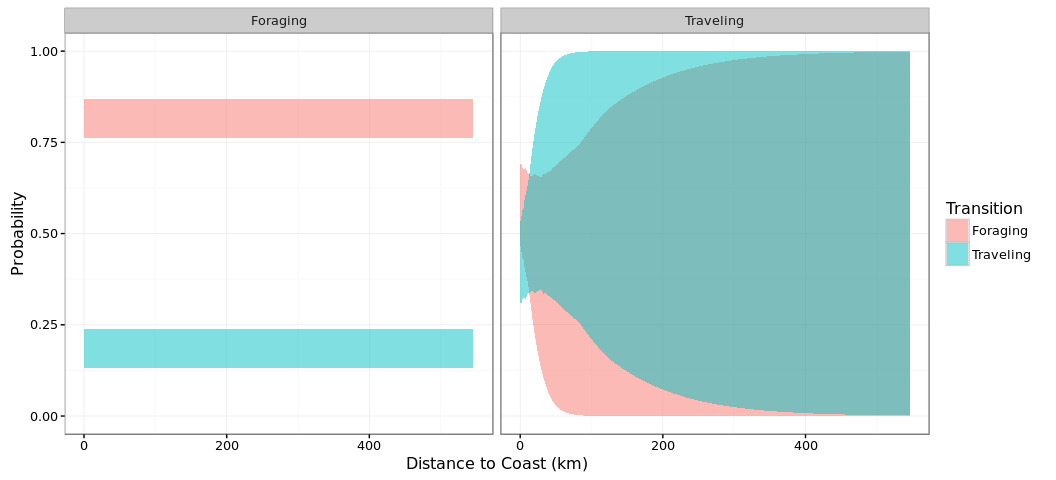 Foraging
Traveling
1.00
0.75
0.50
0.25
0.00
Probability
0
200
400
0
200
400
Distance to Coast (km)
Transition
Foraging
Traveling